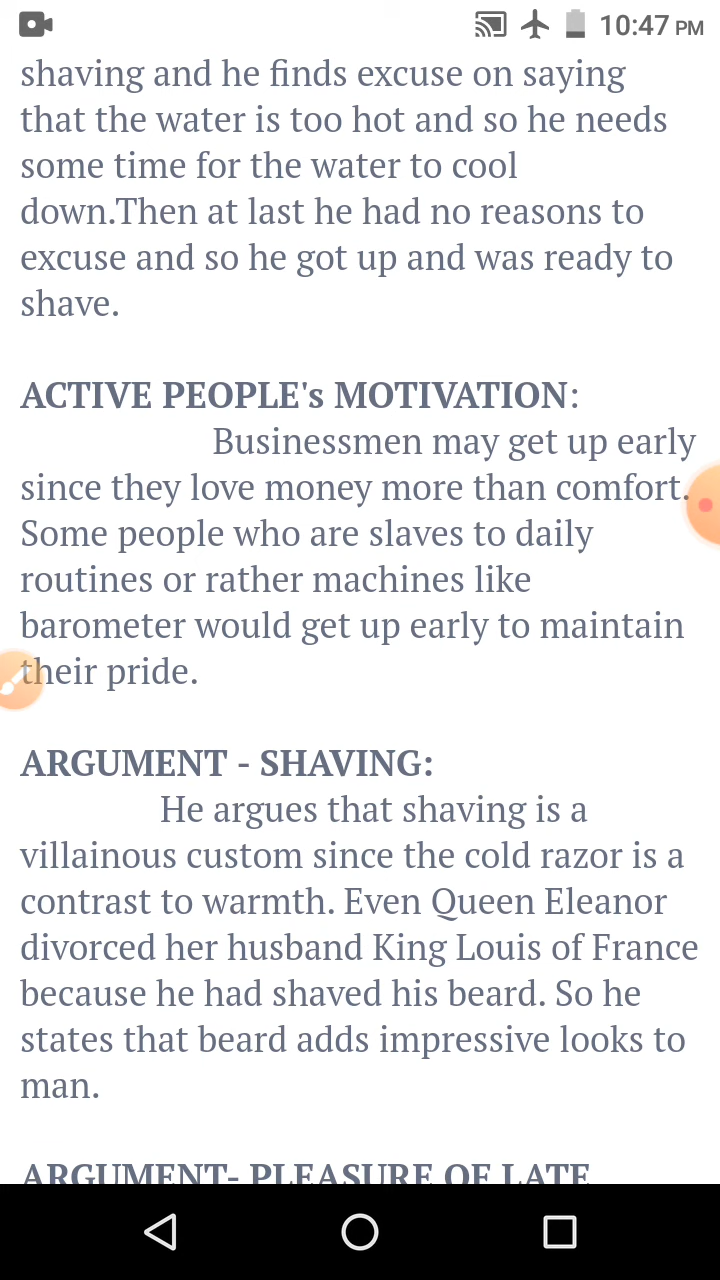 10:47 PM
shaving and he finds excuse on saying
that the water is too hot and so he needs
some time for the water to cool
down.Then at last he had no reasons to
excuse and so he got up and was ready to
shave.
ACTIVE PEOPLE's MOTIVATION:
Businessmen may get up early
since they love money more than comfort.
Some people who are slaves to daily
routines or rather machines like
barometer would get up early to maintain
their pride.
ARGUMENT - SHAVING:
He argues that shaving is a
villainous custom since the cold razor is a
contrast to warmth. Even Queen Eleanor
divorced her husband King Louis of France
because he had shaved his beard. So he
states that beard adds impressive looks to
man.
ARGUMENT- PLEASURE OF LATE